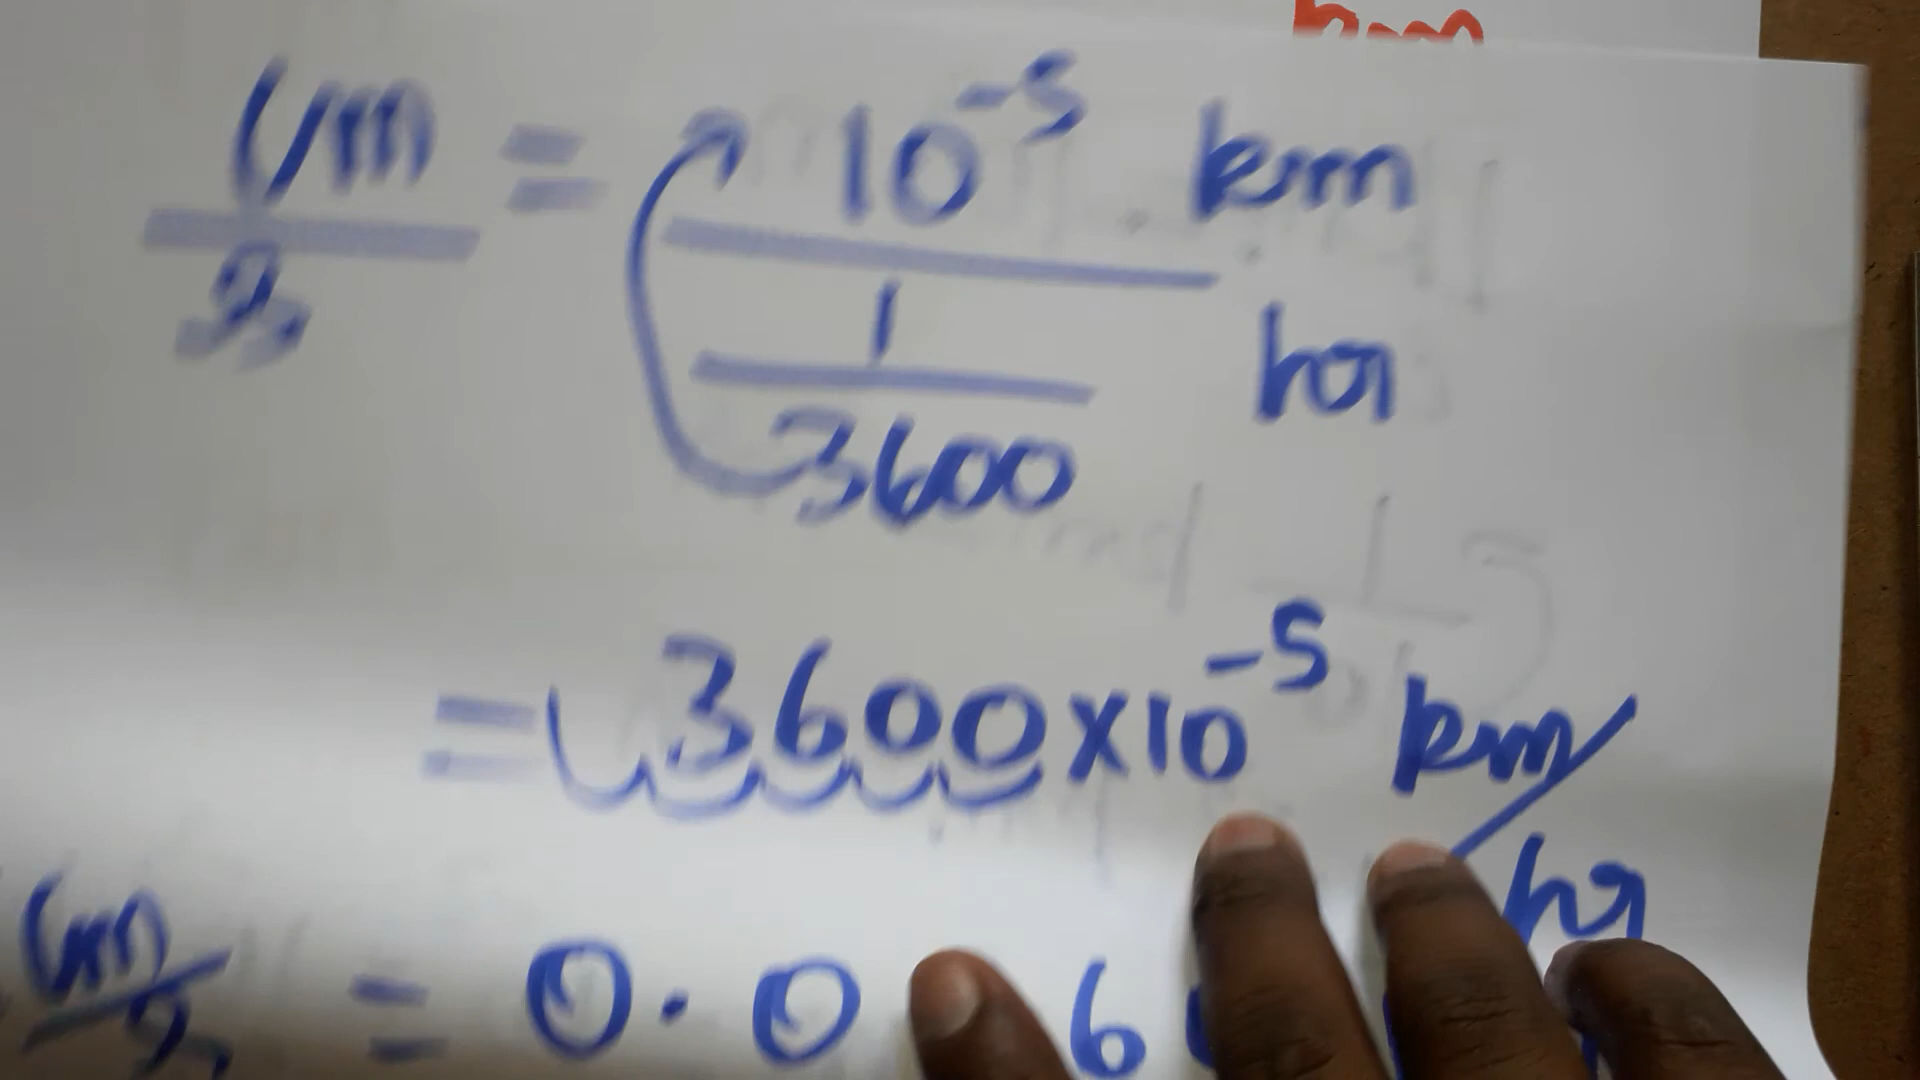 cm/s = 10^-5 km / (1/3600) hr
= 3600×10^-5 km/hr
cm/s = 0.0 6